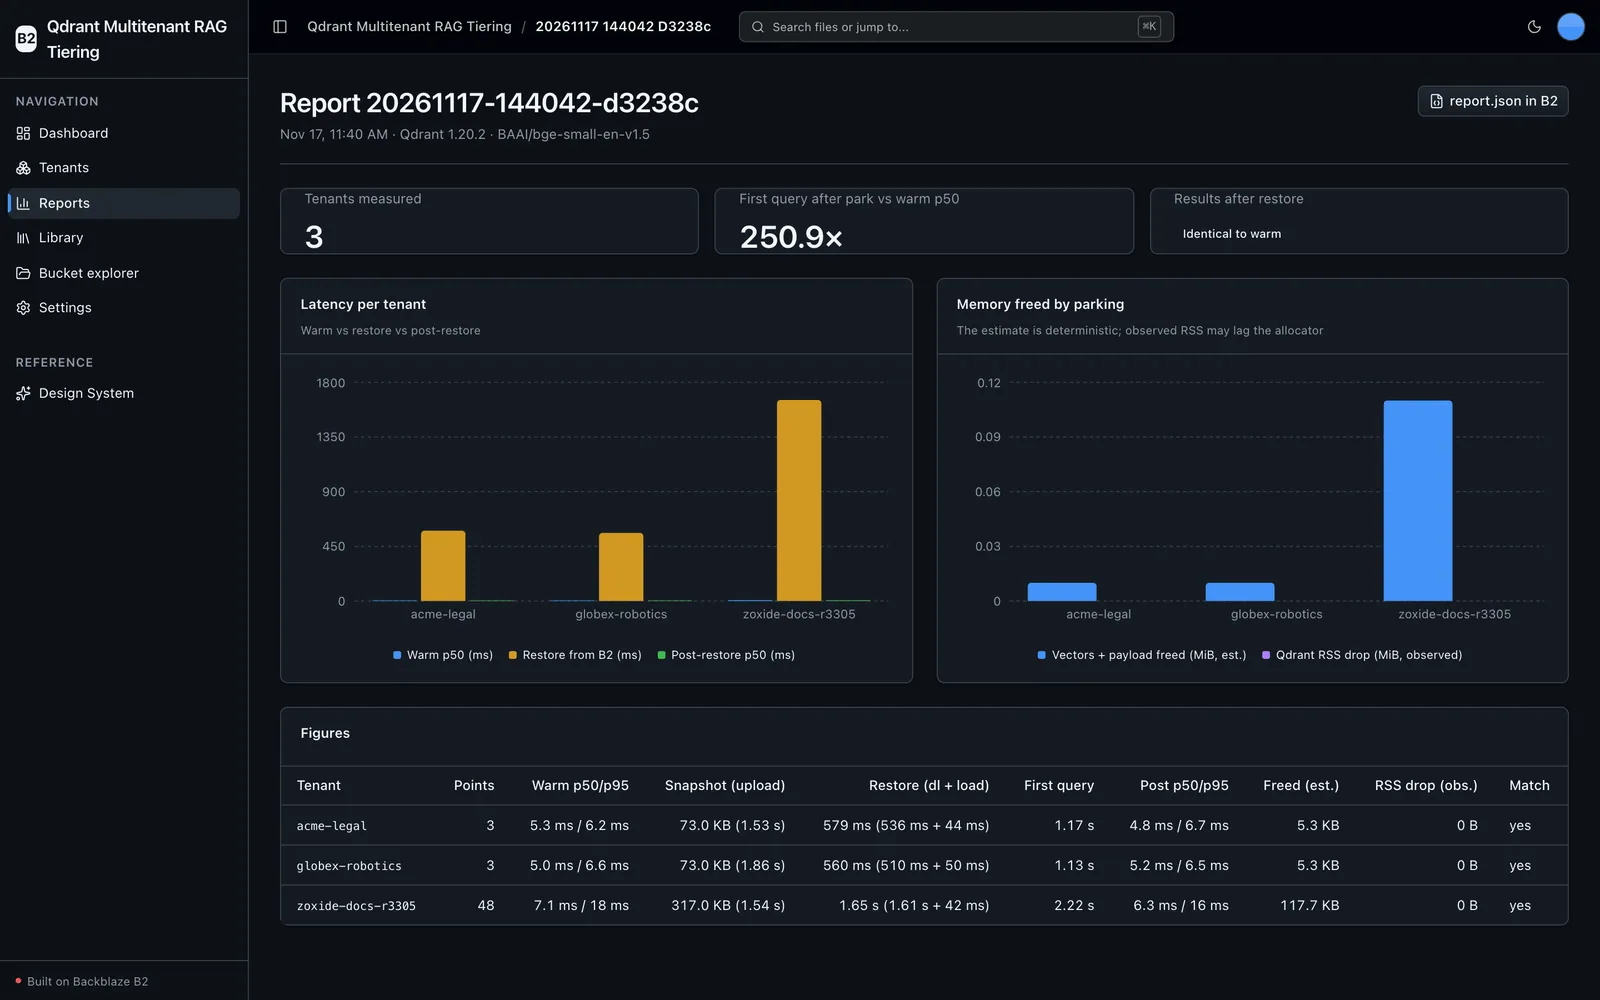 B2
Qdrant Multitenant RAG
Tiering
NAVIGATION
Dashboard
Tenants
Reports
Library
Bucket explorer
Settings
REFERENCE
Design System
Built on Backblaze B2
Qdrant Multitenant RAG Tiering / 20261117 144042 D3238c
Search files or jump to...
⌘K
Report 20261117-144042-d3238c
Nov 17, 11:40 AM · Qdrant 1.20.2 · BAAI/bge-small-en-v1.5
report.json in B2
Tenants measured
3
First query after park vs warm p50
250.9×
Results after restore
Identical to warm
Latency per tenant
Warm vs restore vs post-restore
1800
1350
900
450
0
acme-legal globex-robotics zoxide-docs-r3305
Warm p50 (ms) Restore from B2 (ms) Post-restore p50 (ms)
Memory freed by parking
The estimate is deterministic; observed RSS may lag the allocator
0.12
0.09
0.06
0.03
0
acme-legal globex-robotics zoxide-docs-r3305
Vectors + payload freed (MiB, est.) Qdrant RSS drop (MiB, observed)
Figures
Tenant Points Warm p50/p95 Snapshot (upload) Restore (dl + load) First query Post p50/p95 Freed (est.) RSS drop (obs.) Match
acme-legal 3 5.3 ms / 6.2 ms 73.0 KB (1.53 s) 579 ms (536 ms + 44 ms) 1.17 s 4.8 ms / 6.7 ms 5.3 KB 0 B yes
globex-robotics 3 5.0 ms / 6.6 ms 73.0 KB (1.86 s) 560 ms (510 ms + 50 ms) 1.13 s 5.2 ms / 6.5 ms 5.3 KB 0 B yes
zoxide-docs-r3305 48 7.1 ms / 18 ms 317.0 KB (1.54 s) 1.65 s (1.61 s + 42 ms) 2.22 s 6.3 ms / 16 ms 117.7 KB 0 B yes